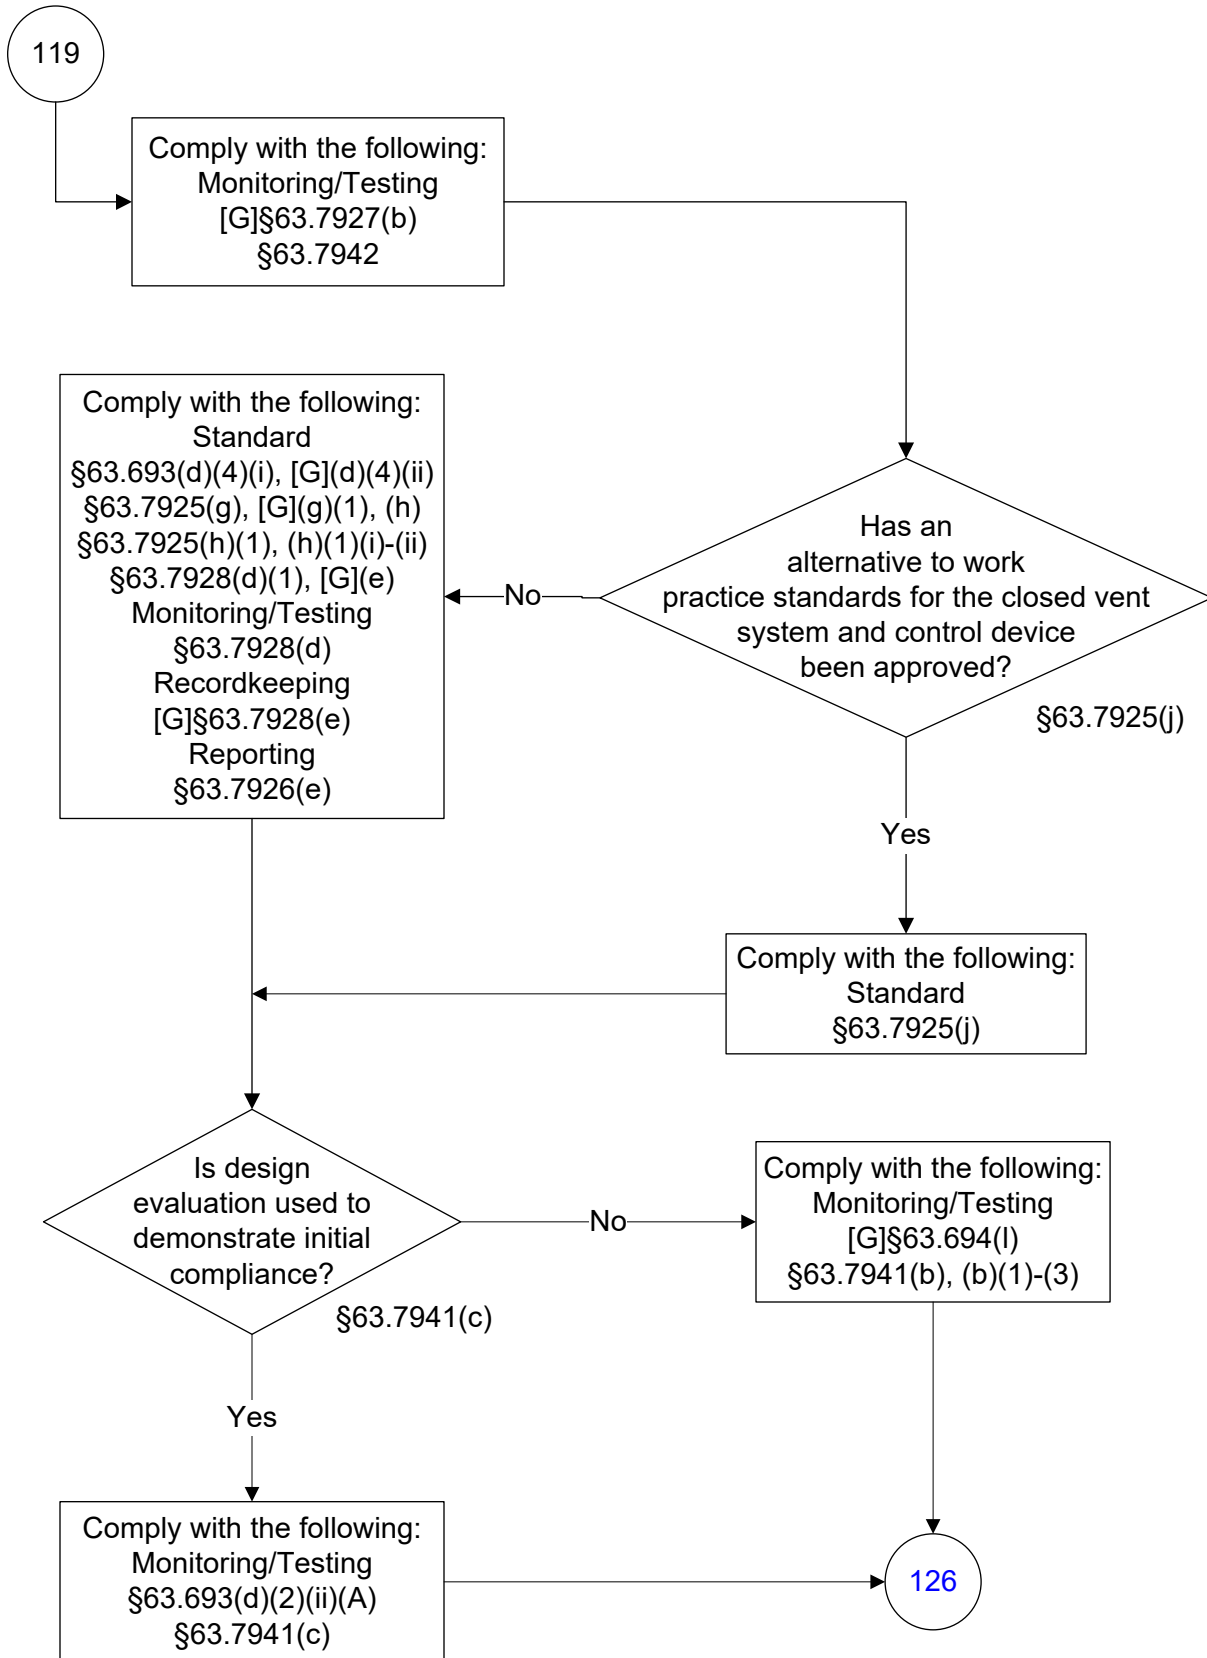 119
Comply with the following:
Monitoring/Testing
[G]§63.7927(b)
§63.7942
Has an
alternative to work
practice standards for the closed vent
system and control device
been approved?
§63.7925(j)
No
Comply with the following:
Standard
§63.693(d)(4)(i), [G](d)(4)(ii)
§63.7925(g), [G](g)(1), (h)
§63.7925(h)(1), (h)(1)(i)-(ii)
§63.7928(d)(1), [G](e)
Monitoring/Testing
§63.7928(d)
Recordkeeping
[G]§63.7928(e)
Reporting
§63.7926(e)
Yes
Comply with the following:
Standard
§63.7925(j)
Is design
evaluation used to
demonstrate initial
compliance?
§63.7941(c)
No
Comply with the following:
Monitoring/Testing
[G]§63.694(l)
§63.7941(b), (b)(1)-(3)
Yes
Comply with the following:
Monitoring/Testing
§63.693(d)(2)(ii)(A)
§63.7941(c)
126